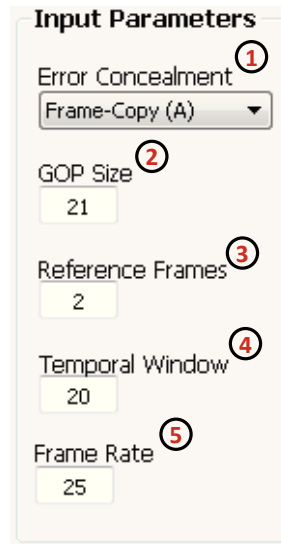 Input Parameters
1
Error Concealment
Frame-Copy (A)
2
GOP Size
21
3
Reference Frames
2
4
Temporal Window
20
5
Frame Rate
25